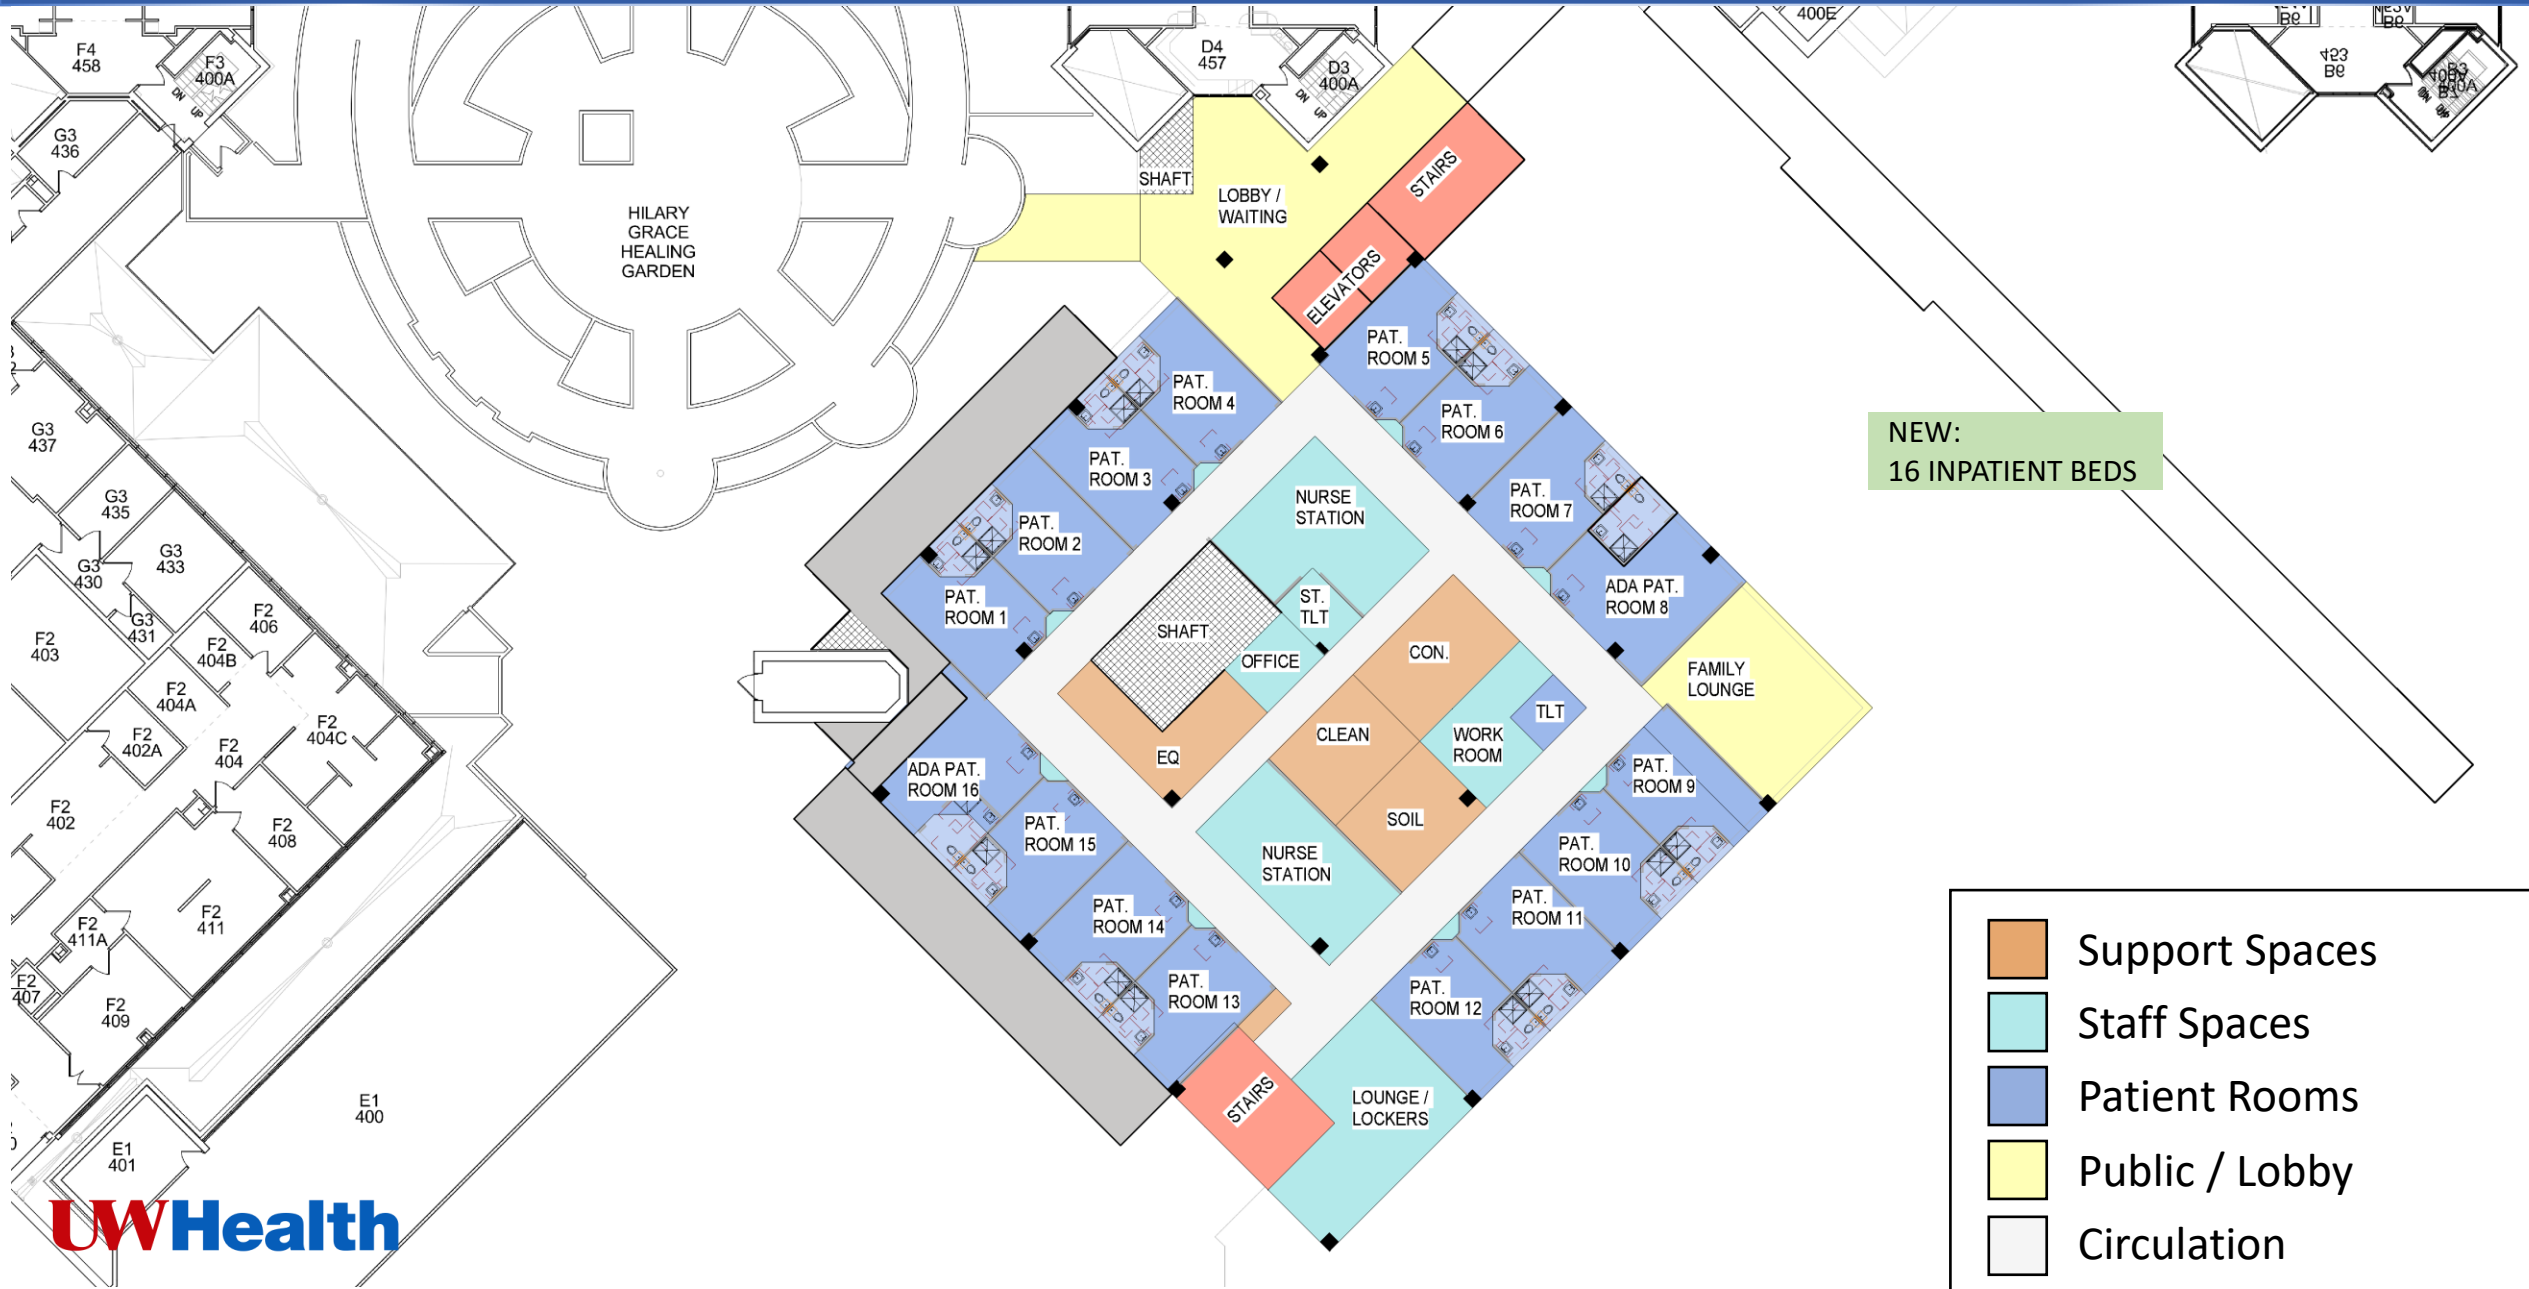 F4
458
F3
400A
DN
UP
G3
436
HILARY
GRACE
HEALING
GARDEN
D4
457
D3
400A
DN
UP
400E
453
B6
SHAFT
LOBBY /
WAITING
STAIRS
ELEVATORS
PAT.
ROOM 5
PAT.
ROOM 4
PAT.
ROOM 6
PAT.
ROOM 3
PAT.
ROOM 7
PAT.
ROOM 2
ADA PAT.
ROOM 8
PAT.
ROOM 1
NURSE
STATION
ST.
TLT
SHAFT
OFFICE
CON.
FAMILY
LOUNGE
TLT
CLEAN
WORK
ROOM
EQ
SOIL
NURSE
STATION
ADA PAT.
ROOM 16
PAT.
ROOM 15
PAT.
ROOM 14
PAT.
ROOM 13
PAT.
ROOM 9
PAT.
ROOM 10
PAT.
ROOM 11
PAT.
ROOM 12
STAIRS
LOUNGE /
LOCKERS
G3
437
G3
435
G3
433
G3
430
G3
431
F2
403
F2
406
F2
404B
F2
404A
F2
404C
F2
402A
F2
404
F2
402
F2
408
F2
411
F2
411A
F2
407
F2
409
E1
400
E1
401
NEW:
16 INPATIENT BEDS
Support Spaces
Staff Spaces
Patient Rooms
Public / Lobby
Circulation
UWHealth